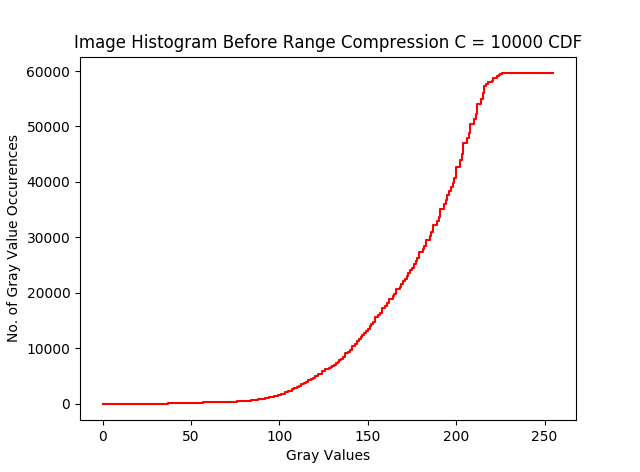 Image Histogram Before Range Compression C = 10000 CDF
60000
50000
40000
30000
20000
10000
0
No. of Gray Value Occurences
0 50 100 150 200 250
Gray Values